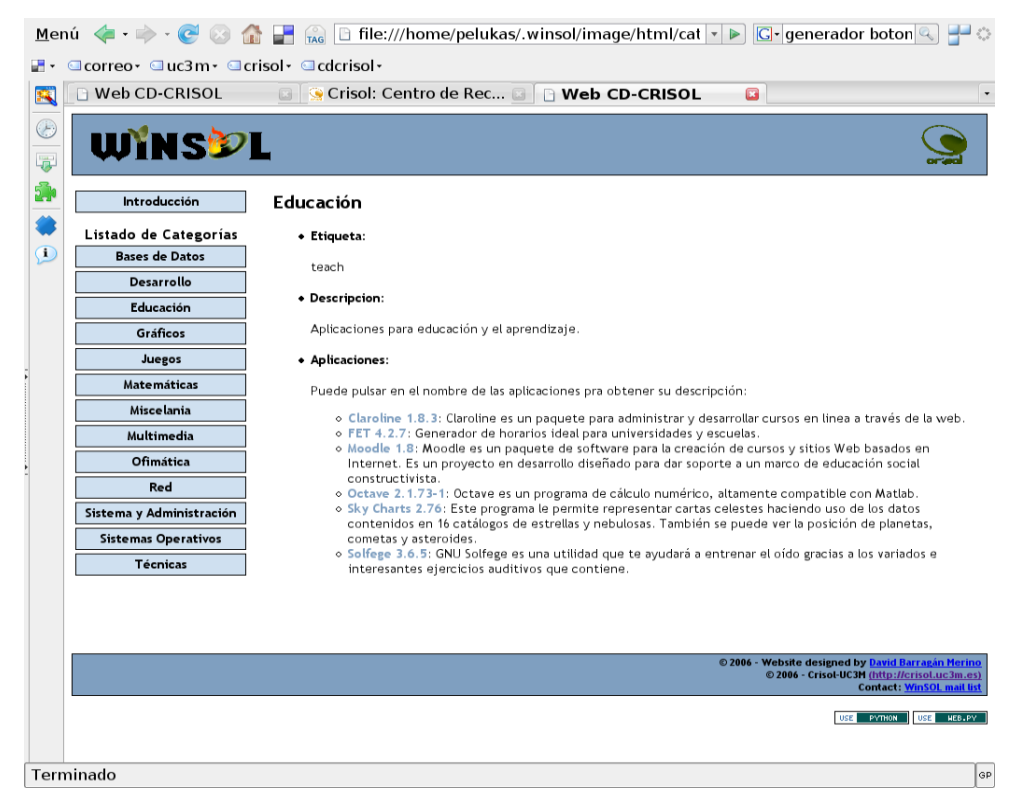 Menú file:///home/pelukas/.winsol/image/html/cat G generador boton
TAG
correo uc3m crisol cdcrisol
Web CD-CRISOL Crisol: Centro de Rec... Web CD-CRISOL
WiNSOL
crisol
Introducción
Listado de Categorías
Bases de Datos
Desarrollo
Educación
Gráficos
Juegos
Matemáticas
Miscelania
Multimedia
Ofimática
Red
Sistema y Administración
Sistemas Operativos
Técnicas
Educación
Etiqueta:
teach
Descripcion:
Aplicaciones para educación y el aprendizaje.
Aplicaciones:
Puede pulsar en el nombre de las aplicaciones pra obtener su descripción:
Claroline 1.8.3: Claroline es un paquete para administrar y desarrollar cursos en linea a través de la web.
FET 4.2.7: Generador de horarios ideal para universidades y escuelas.
Moodle 1.8: Moodle es un paquete de software para la creación de cursos y sitios Web basados en
Internet. Es un proyecto en desarrollo diseñado para dar soporte a un marco de educación social
constructivista.
Octave 2.1.73-1: Octave es un programa de cálculo numérico, altamente compatible con Matlab.
Sky Charts 2.76: Este programa le permite representar cartas celestes haciendo uso de los datos
contenidos en 16 catálogos de estrellas y nebulosas. También se puede ver la posición de planetas,
cometas y asteroides.
Solfege 3.6.5: GNU Solfege es una utilidad que te ayudará a entrenar el oído gracias a los variados e
interesantes ejercicios auditivos que contiene.
© 2006 - Website designed by David Barragán Merino
© 2006 - Crisol-UC3M (http://crisol.uc3m.es)
Contact: WinSOL mail list
USE PYTHON USE WEB.PY
Terminado GP